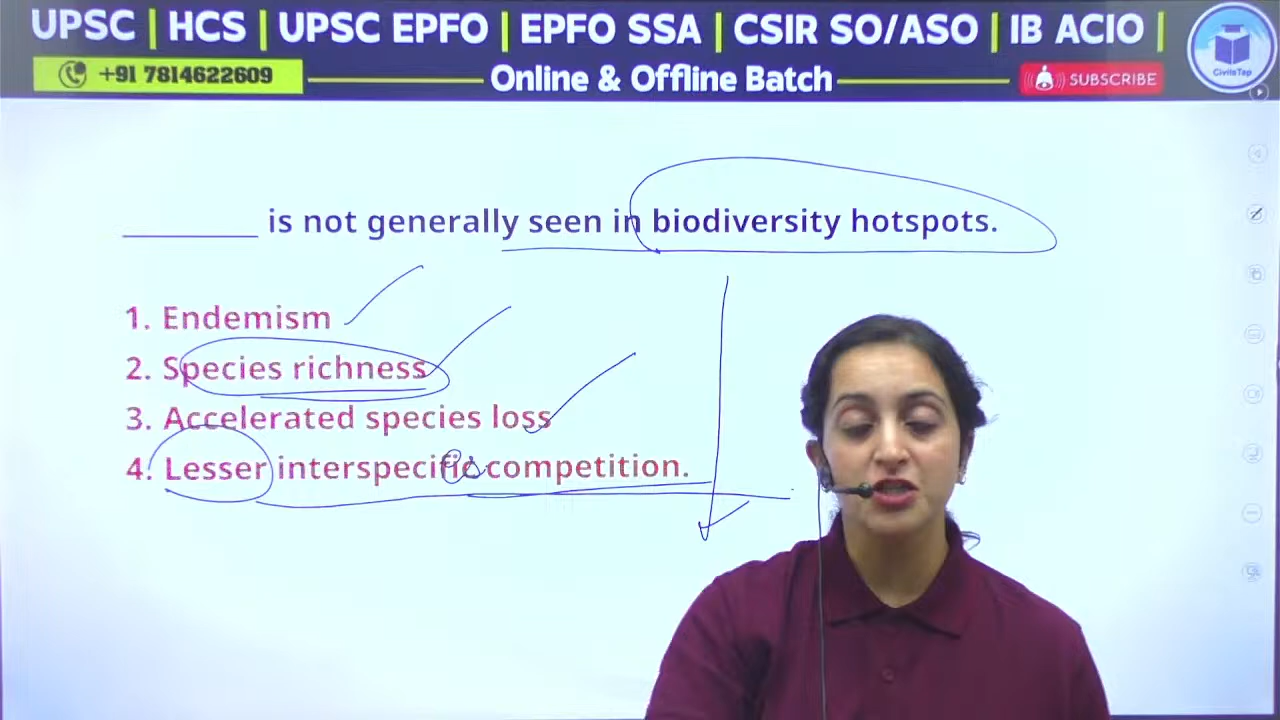 UPSC | HCS | UPSC EPFO | EPFO SSA | CSIR SO/ASO | IB ACIO |
+91 7814622609
Online & Offline Batch
SUBSCRIBE
CivilsTap
________ is not generally seen in biodiversity hotspots.
1. Endemism
2. Species richness
3. Accelerated species loss
4. Lesser interspecific competition.